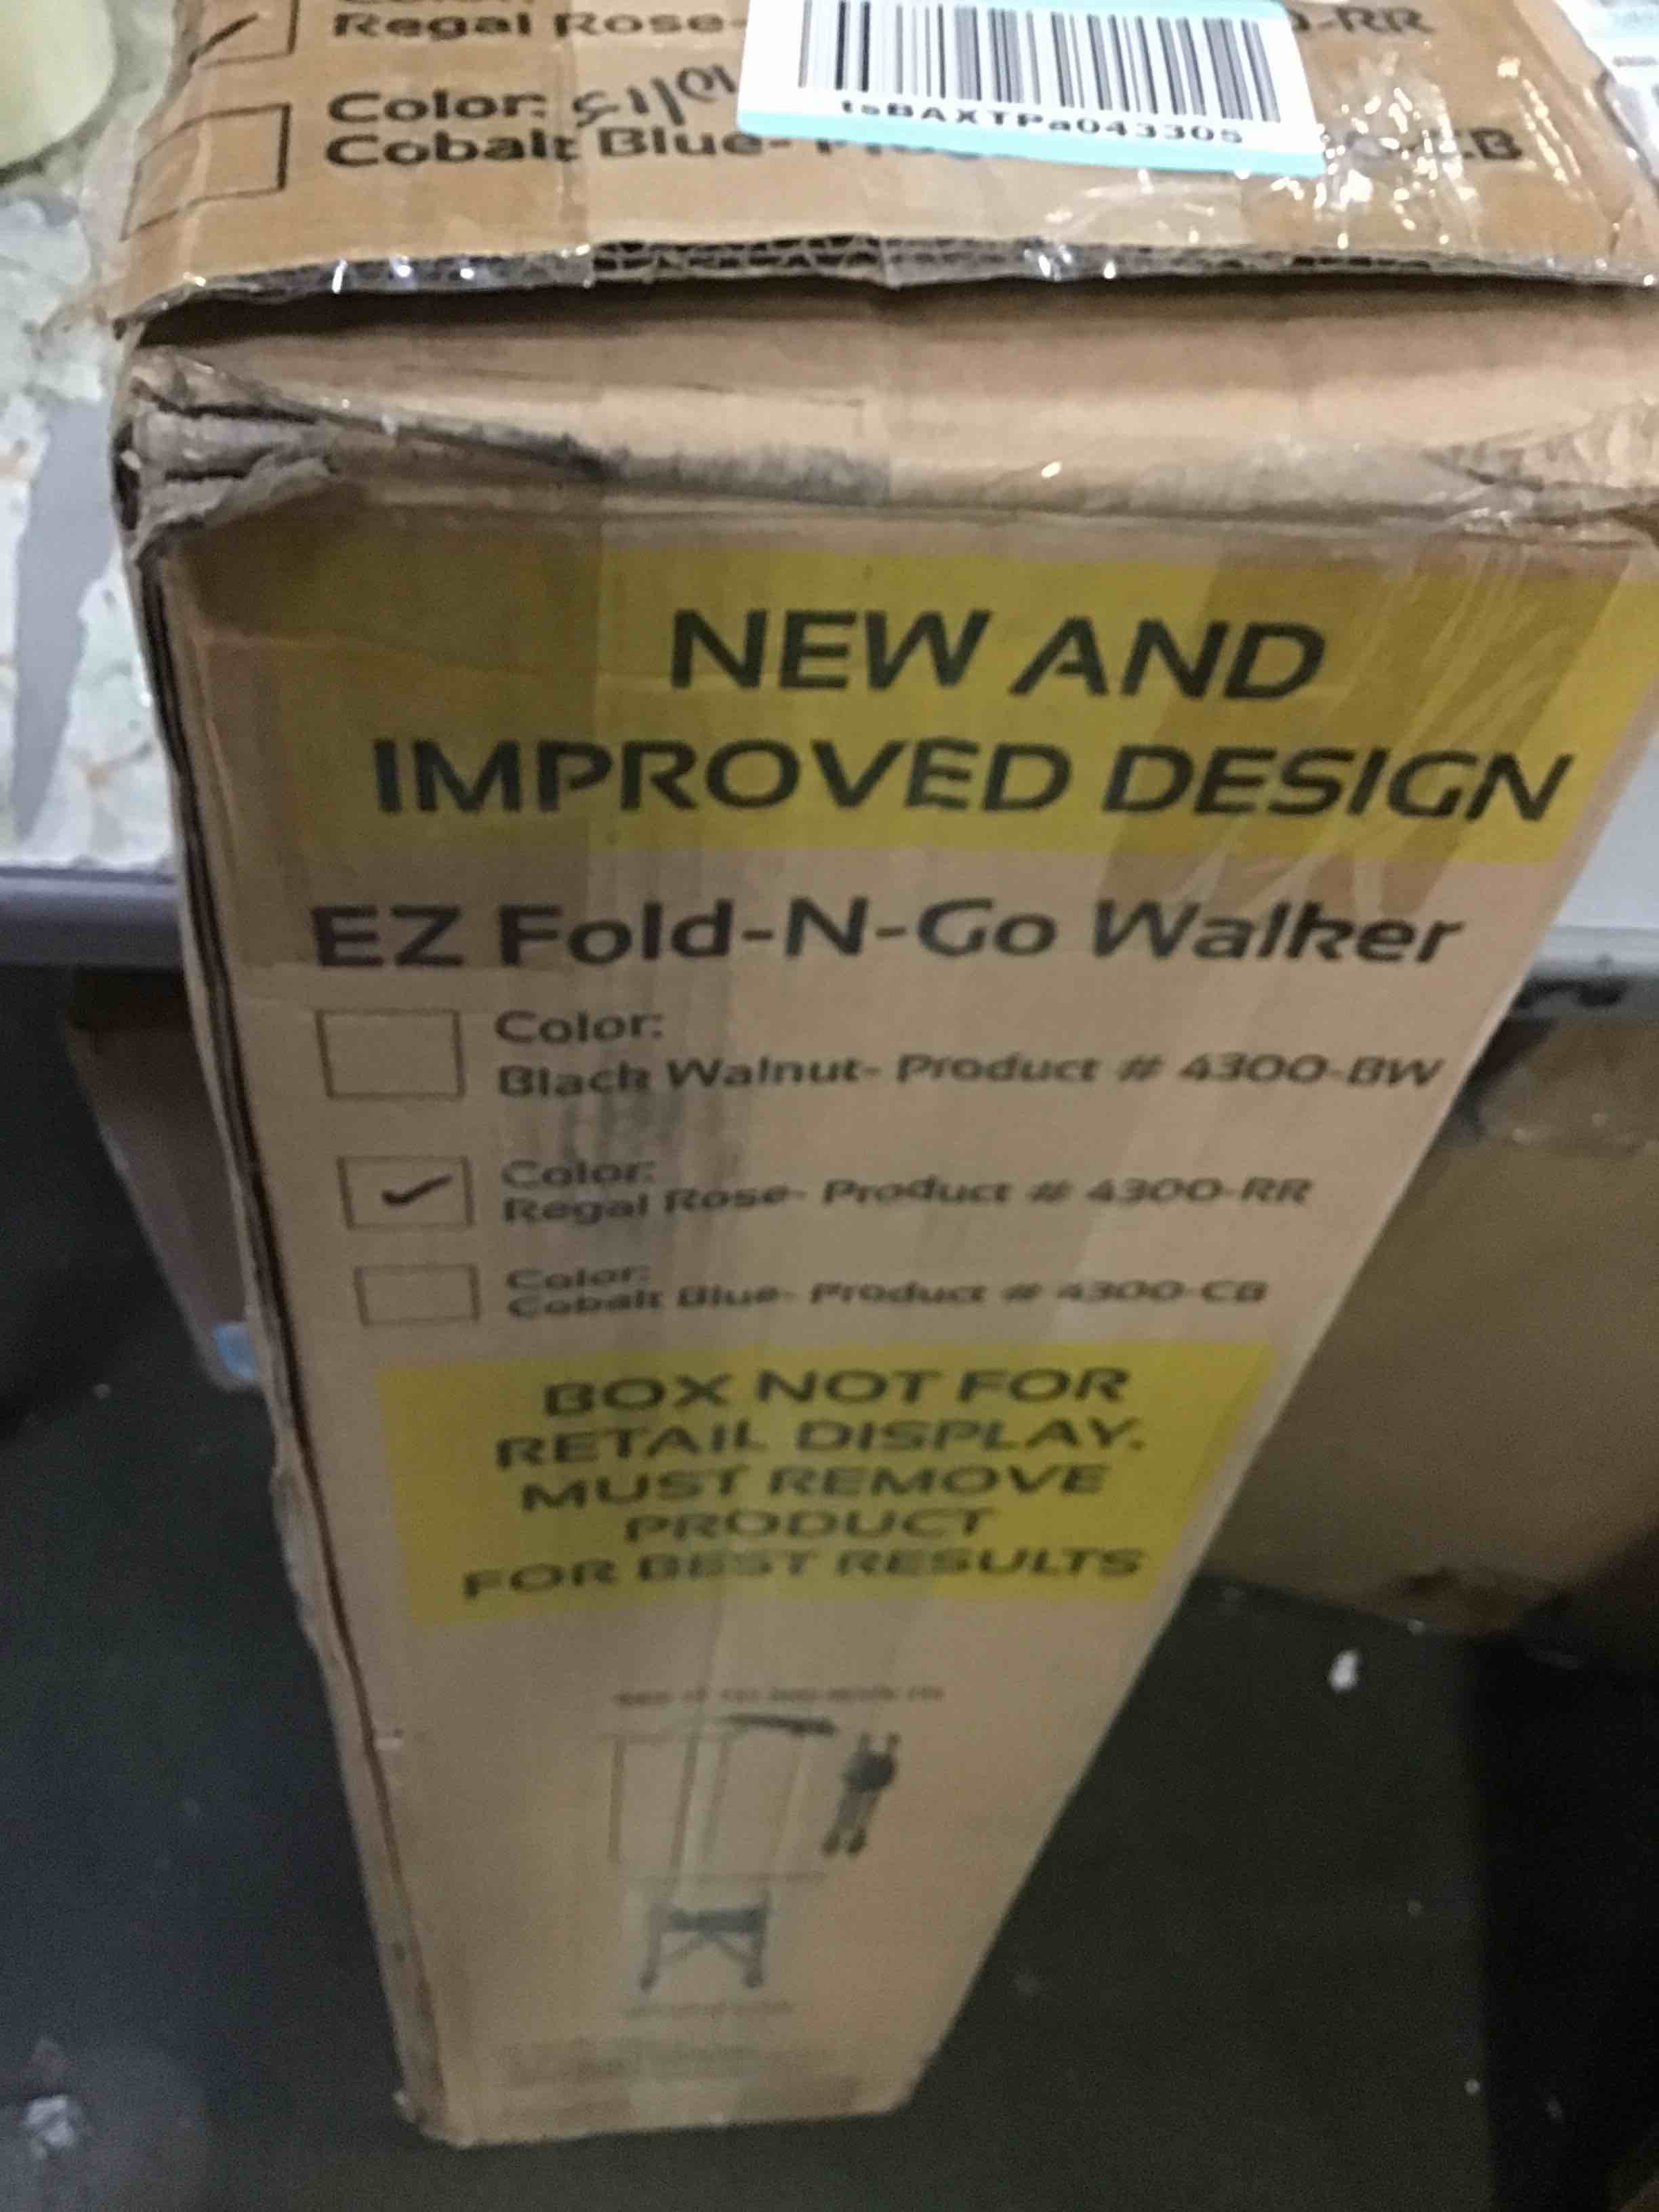 Regal Rose-
-RR
Color:
Cobalt Blue-
CB
tsBAXTPa043305
NEW AND
IMPROVED DESIGN
EZ Fold-N-Go Walker
Color:
Black Walnut- Product # 4300-BW
Color:
Regal Rose- Product # 4300-RR
Color:
Cobalt Blue- Product # 4300-CB
BOX NOT FOR
RETAIL DISPLAY.
MUST REMOVE
PRODUCT
FOR BEST RESULTS